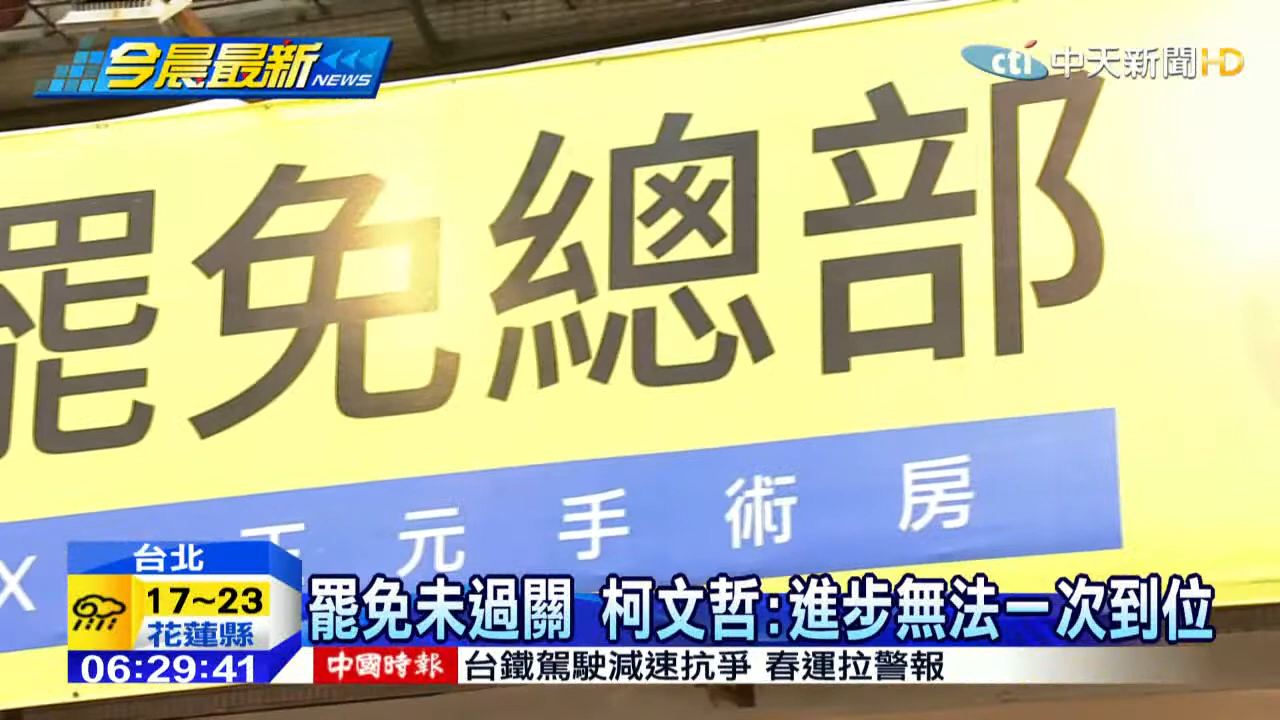 今晨最新 NEWS
cti 中天新聞HD
罷免總部
X 正元手術房
台北
17~23
花蓮縣
06:29:41
罷免未過關 柯文哲:進步無法一次到位
中國時報 台鐵駕駛減速抗爭 春運拉警報